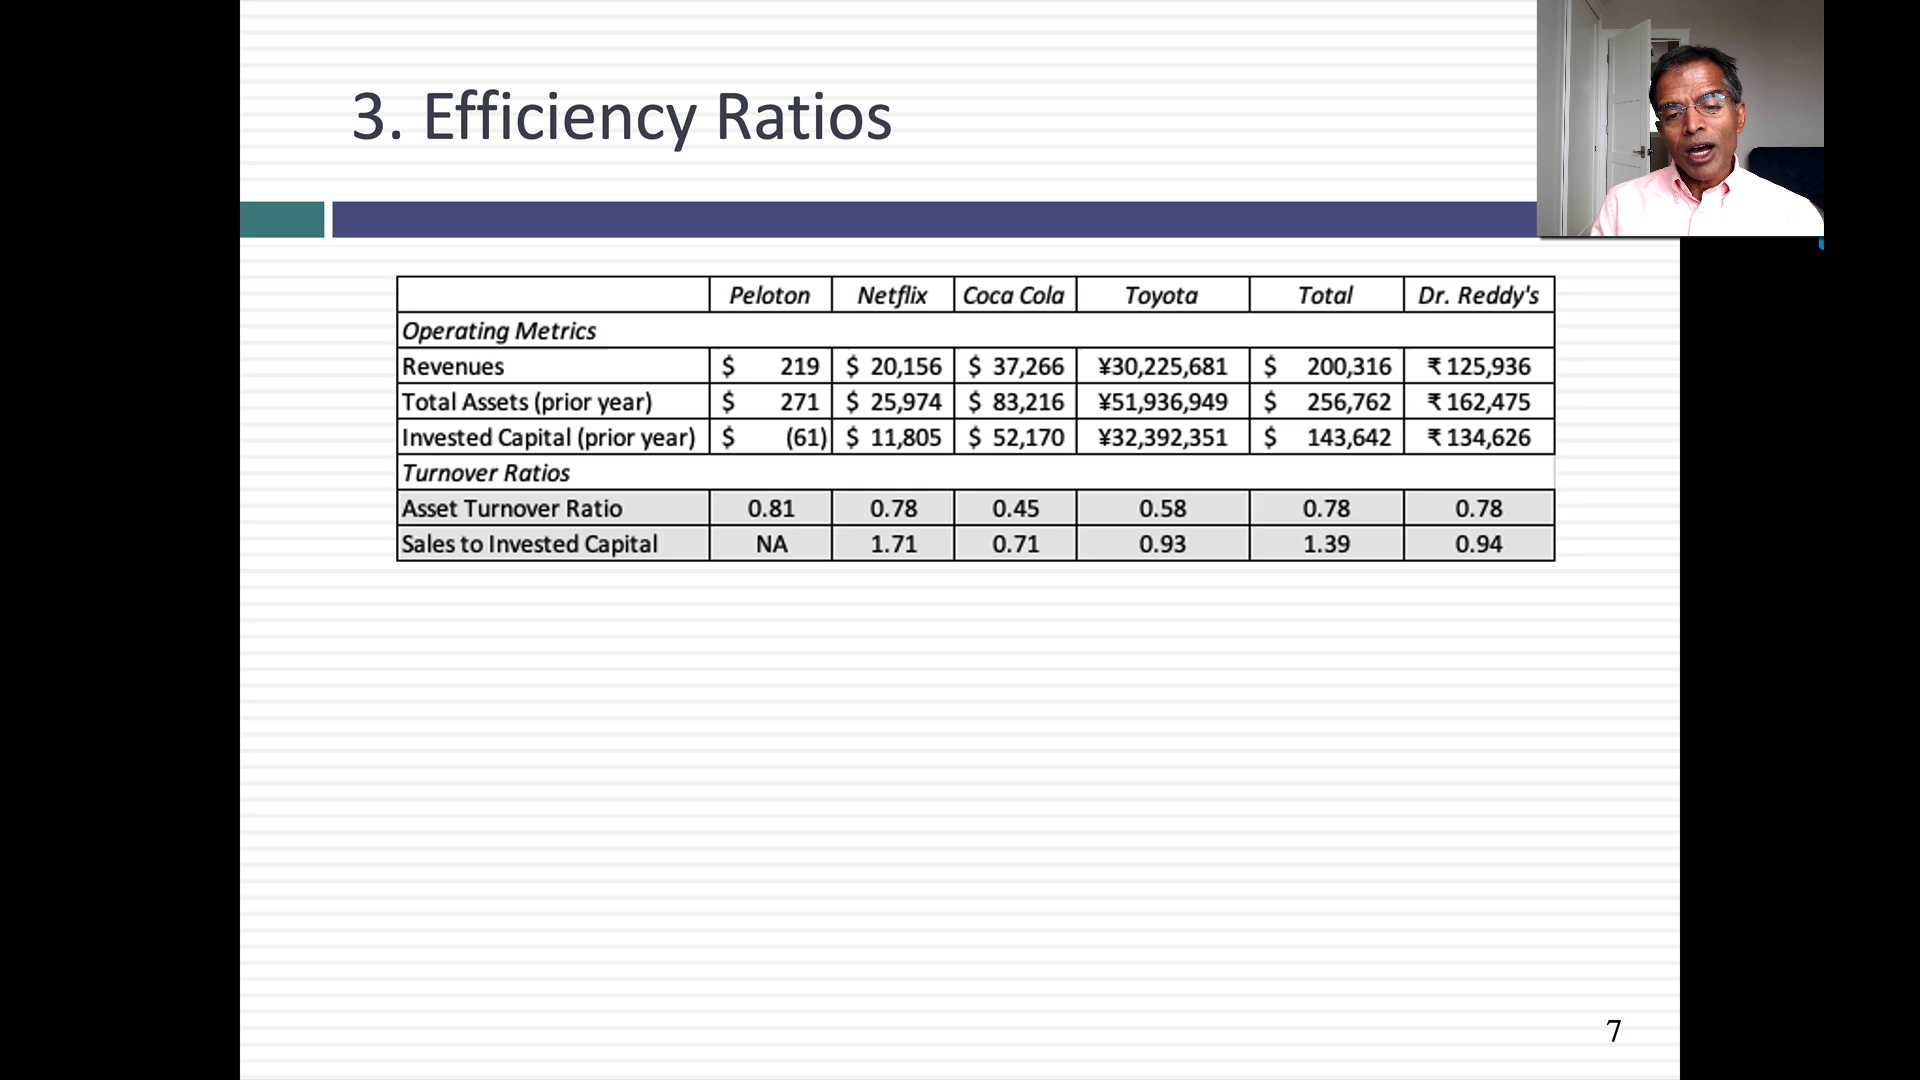 3. Efficiency Ratios
Peloton Netflix Coca Cola Toyota Total Dr. Reddy's
Operating Metrics
Revenues $ 219 $ 20,156 $ 37,266 ¥30,225,681 $ 200,316 ₹ 125,936
Total Assets (prior year) $ 271 $ 25,974 $ 83,216 ¥51,936,949 $ 256,762 ₹ 162,475
Invested Capital (prior year) $ (61) $ 11,805 $ 52,170 ¥32,392,351 $ 143,642 ₹ 134,626
Turnover Ratios
Asset Turnover Ratio 0.81 0.78 0.45 0.58 0.78 0.78
Sales to Invested Capital NA 1.71 0.71 0.93 1.39 0.94
7